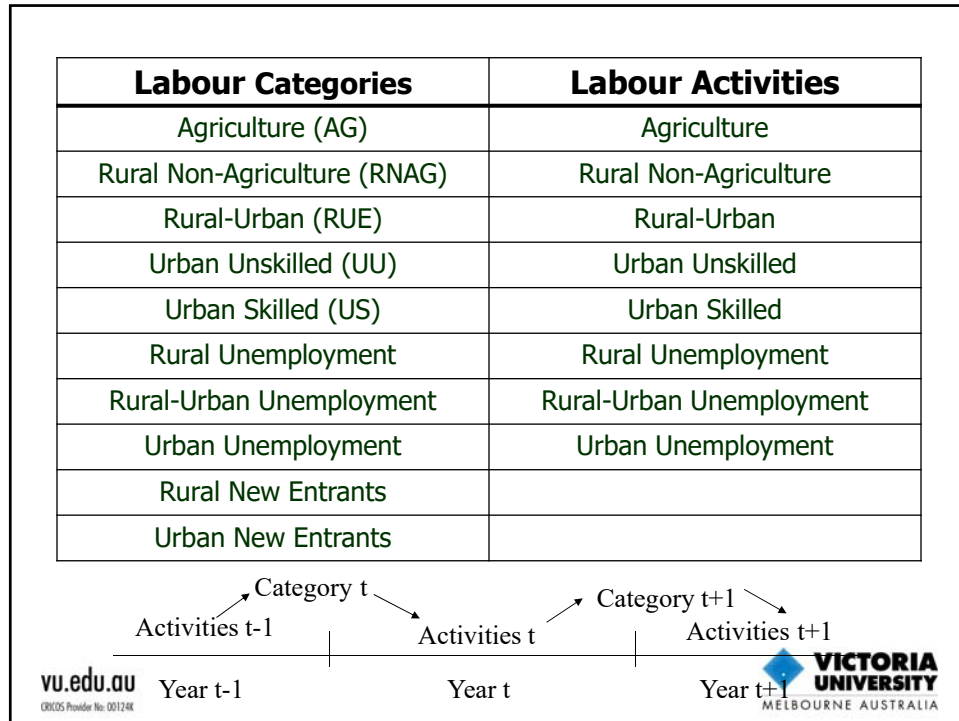 Labour Categories Labour Activities
Agriculture (AG) Agriculture
Rural Non-Agriculture (RNAG) Rural Non-Agriculture
Rural-Urban (RUE) Rural-Urban
Urban Unskilled (UU) Urban Unskilled
Urban Skilled (US) Urban Skilled
Rural Unemployment Rural Unemployment
Rural-Urban Unemployment Rural-Urban Unemployment
Urban Unemployment Urban Unemployment
Rural New Entrants
Urban New Entrants
Category t Category t+1
Activities t-1 Activities t Activities t+1
Year t-1 Year t Year t+1
vu.edu.au
CRICOS Provider No: 00124K
VICTORIA
UNIVERSITY
MELBOURNE AUSTRALIA